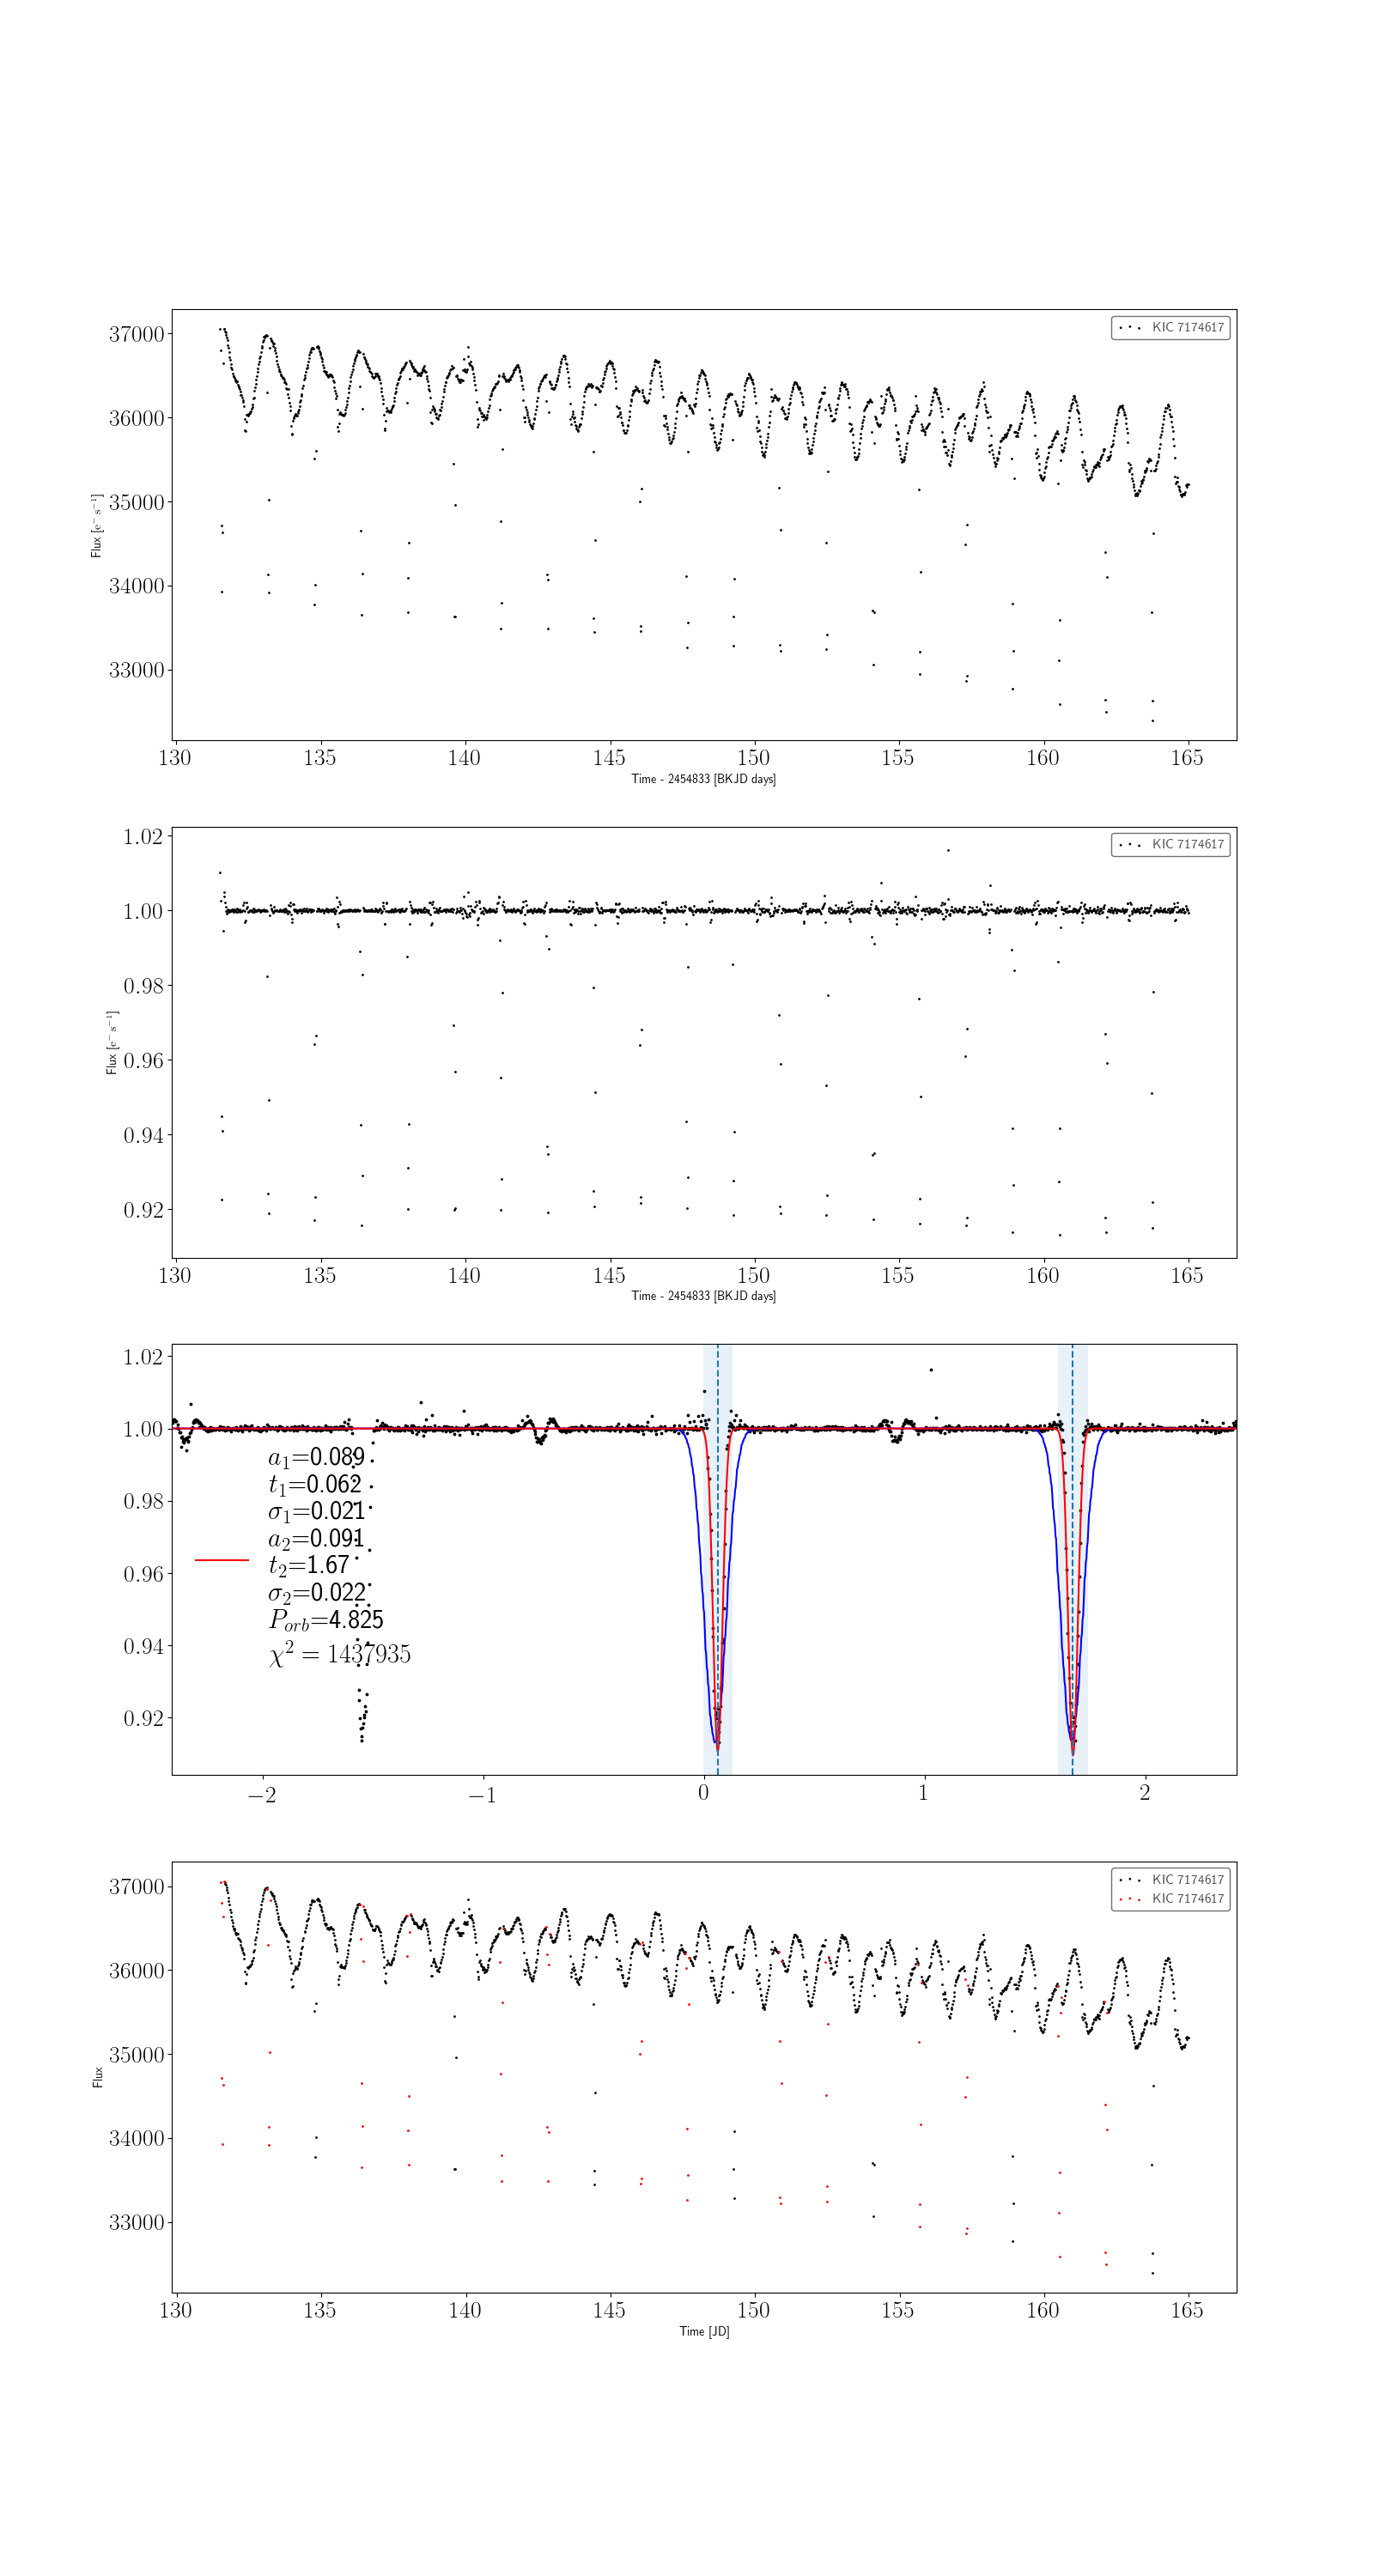 KIC 7174617
37000
36000
35000
34000
33000
Flux [e⁻ s⁻¹]
130 135 140 145 150 155 160 165
Time - 2454833 [BKJD days]
KIC 7174617
1.02
1.00
0.98
0.96
0.94
0.92
Flux [e⁻ s⁻¹]
130 135 140 145 150 155 160 165
Time - 2454833 [BKJD days]
1.02
1.00
0.98
0.96
0.94
0.92
a₁=0.089
t₁=0.062
σ₁=0.021
a₂=0.091
t₂=1.67
σ₂=0.022
P_orb=4.825
χ² = 1437935
−2 −1 0 1 2
KIC 7174617
KIC 7174617
37000
36000
35000
34000
33000
Flux
130 135 140 145 150 155 160 165
Time [JD]